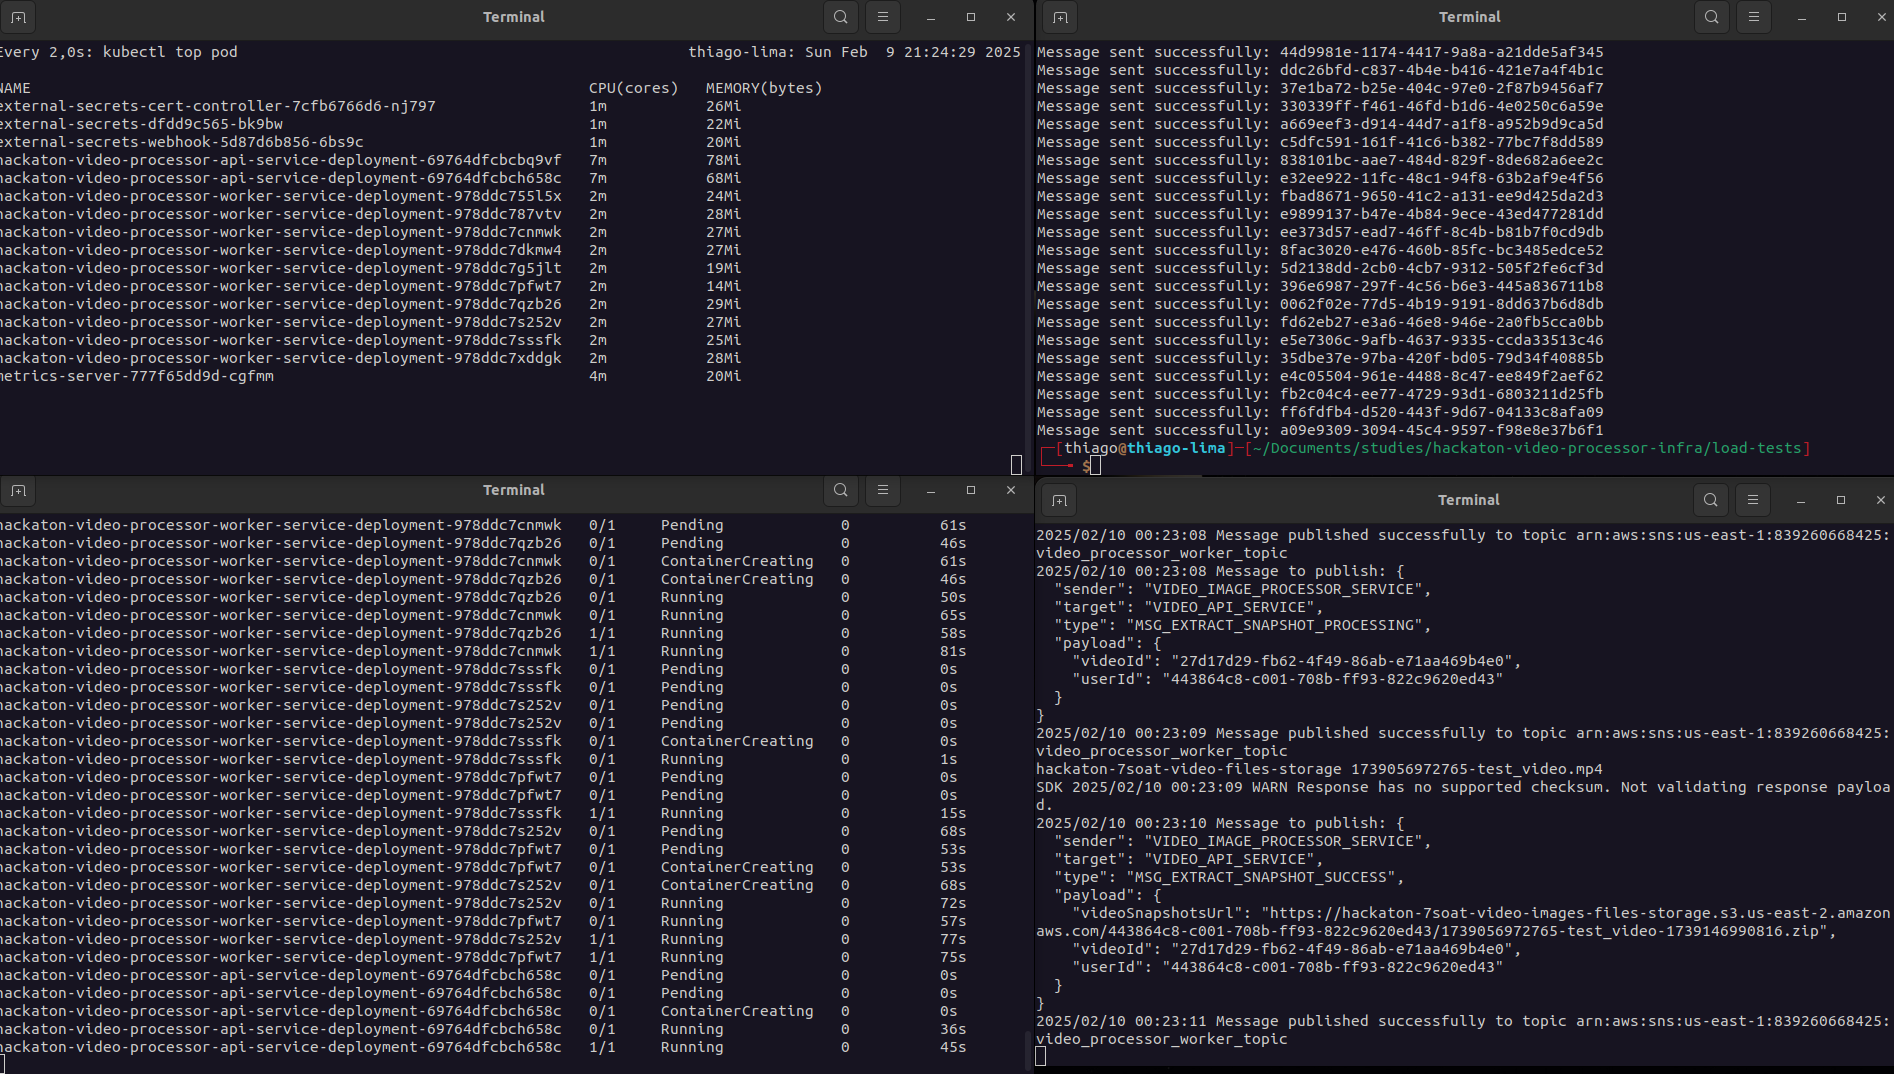 Terminal
Every 2,0s: kubectl top pod thiago-lima: Sun Feb  9 21:24:29 2025
NAME CPU(cores) MEMORY(bytes)
external-secrets-cert-controller-7cfb6766d6-nj797 1m 26Mi
external-secrets-dfdd9c565-bk9bw 1m 22Mi
external-secrets-webhook-5d87d6b856-6bs9c 1m 20Mi
hackaton-video-processor-api-service-deployment-69764dfcbcbq9vf 7m 78Mi
hackaton-video-processor-api-service-deployment-69764dfcbch658c 7m 68Mi
hackaton-video-processor-worker-service-deployment-978ddc755l5x 2m 24Mi
hackaton-video-processor-worker-service-deployment-978ddc787vtv 2m 28Mi
hackaton-video-processor-worker-service-deployment-978ddc7cnmwk 2m 27Mi
hackaton-video-processor-worker-service-deployment-978ddc7dkmw4 2m 27Mi
hackaton-video-processor-worker-service-deployment-978ddc7g5jlt 2m 19Mi
hackaton-video-processor-worker-service-deployment-978ddc7pfwt7 2m 14Mi
hackaton-video-processor-worker-service-deployment-978ddc7qzb26 2m 29Mi
hackaton-video-processor-worker-service-deployment-978ddc7s252v 2m 27Mi
hackaton-video-processor-worker-service-deployment-978ddc7sssfk 2m 25Mi
hackaton-video-processor-worker-service-deployment-978ddc7xddgk 2m 28Mi
metrics-server-777f65dd9d-cgfmm 4m 20Mi
Terminal
Message sent successfully: 44d9981e-1174-4417-9a8a-a21dde5af345
Message sent successfully: ddc26bfd-c837-4b4e-b416-421e7a4f4b1c
Message sent successfully: 37e1ba72-b25e-404c-97e0-2f87b9456af7
Message sent successfully: 330339ff-f461-46fd-b1d6-4e0250c6a59e
Message sent successfully: a669eef3-d914-44d7-a1f8-a952b9d9ca5d
Message sent successfully: c5dfc591-161f-41c6-b382-77bc7f8dd589
Message sent successfully: 838101bc-aae7-484d-829f-8de682a6ee2c
Message sent successfully: e32ee922-11fc-48c1-94f8-63b2af9e4f56
Message sent successfully: fbad8671-9650-41c2-a131-ee9d425da2d3
Message sent successfully: e9899137-b47e-4b84-9ece-43ed477281dd
Message sent successfully: ee373d57-ead7-46ff-8c4b-b81b7f0cd9db
Message sent successfully: 8fac3020-e476-460b-85fc-bc3485edce52
Message sent successfully: 5d2138dd-2cb0-4cb7-9312-505f2fe6cf3d
Message sent successfully: 396e6987-297f-4c56-b6e3-445a836711b8
Message sent successfully: 0062f02e-77d5-4b19-9191-8dd637b6d8db
Message sent successfully: fd62eb27-e3a6-46e8-946e-2a0fb5cca0bb
Message sent successfully: e5e7306c-9afb-4637-9335-ccda33513c46
Message sent successfully: 35dbe37e-97ba-420f-bd05-79d34f40885b
Message sent successfully: e4c05504-961e-4488-8c47-ee849f2aef62
Message sent successfully: fb2c04c4-ee77-4729-93d1-6803211d25fb
Message sent successfully: ff6fdfb4-d520-443f-9d67-04133c8afa09
Message sent successfully: a09e9309-3094-45c4-9597-f98e8e37b6f1
[thiago@thiago-lima]─[~/Documents/studies/hackaton-video-processor-infra/load-tests]
$
Terminal
hackaton-video-processor-worker-service-deployment-978ddc7cnmwk 0/1 Pending 0 61s
hackaton-video-processor-worker-service-deployment-978ddc7qzb26 0/1 Pending 0 46s
hackaton-video-processor-worker-service-deployment-978ddc7cnmwk 0/1 ContainerCreating 0 61s
hackaton-video-processor-worker-service-deployment-978ddc7qzb26 0/1 ContainerCreating 0 46s
hackaton-video-processor-worker-service-deployment-978ddc7qzb26 0/1 Running 0 50s
hackaton-video-processor-worker-service-deployment-978ddc7cnmwk 0/1 Running 0 65s
hackaton-video-processor-worker-service-deployment-978ddc7qzb26 1/1 Running 0 58s
hackaton-video-processor-worker-service-deployment-978ddc7cnmwk 1/1 Running 0 81s
hackaton-video-processor-worker-service-deployment-978ddc7sssfk 0/1 Pending 0 0s
hackaton-video-processor-worker-service-deployment-978ddc7sssfk 0/1 Pending 0 0s
hackaton-video-processor-worker-service-deployment-978ddc7s252v 0/1 Pending 0 0s
hackaton-video-processor-worker-service-deployment-978ddc7s252v 0/1 Pending 0 0s
hackaton-video-processor-worker-service-deployment-978ddc7sssfk 0/1 ContainerCreating 0 0s
hackaton-video-processor-worker-service-deployment-978ddc7sssfk 0/1 Running 0 1s
hackaton-video-processor-worker-service-deployment-978ddc7pfwt7 0/1 Pending 0 0s
hackaton-video-processor-worker-service-deployment-978ddc7pfwt7 0/1 Pending 0 0s
hackaton-video-processor-worker-service-deployment-978ddc7sssfk 1/1 Running 0 15s
hackaton-video-processor-worker-service-deployment-978ddc7s252v 0/1 Pending 0 68s
hackaton-video-processor-worker-service-deployment-978ddc7pfwt7 0/1 Pending 0 53s
hackaton-video-processor-worker-service-deployment-978ddc7pfwt7 0/1 ContainerCreating 0 53s
hackaton-video-processor-worker-service-deployment-978ddc7s252v 0/1 ContainerCreating 0 68s
hackaton-video-processor-worker-service-deployment-978ddc7s252v 0/1 Running 0 72s
hackaton-video-processor-worker-service-deployment-978ddc7pfwt7 0/1 Running 0 57s
hackaton-video-processor-worker-service-deployment-978ddc7s252v 1/1 Running 0 77s
hackaton-video-processor-worker-service-deployment-978ddc7pfwt7 1/1 Running 0 75s
hackaton-video-processor-api-service-deployment-69764dfcbch658c 0/1 Pending 0 0s
hackaton-video-processor-api-service-deployment-69764dfcbch658c 0/1 Pending 0 0s
hackaton-video-processor-api-service-deployment-69764dfcbch658c 0/1 ContainerCreating 0 0s
hackaton-video-processor-api-service-deployment-69764dfcbch658c 0/1 Running 0 36s
hackaton-video-processor-api-service-deployment-69764dfcbch658c 1/1 Running 0 45s
Terminal
2025/02/10 00:23:08 Message published successfully to topic arn:aws:sns:us-east-1:839260668425:
video_processor_worker_topic
2025/02/10 00:23:08 Message to publish: {
"sender": "VIDEO_IMAGE_PROCESSOR_SERVICE",
"target": "VIDEO_API_SERVICE",
"type": "MSG_EXTRACT_SNAPSHOT_PROCESSING",
"payload": {
"videoId": "27d17d29-fb62-4f49-86ab-e71aa469b4e0",
"userId": "443864c8-c001-708b-ff93-822c9620ed43"
}
}
2025/02/10 00:23:09 Message published successfully to topic arn:aws:sns:us-east-1:839260668425:
video_processor_worker_topic
hackaton-7soat-video-files-storage 1739056972765-test_video.mp4
SDK 2025/02/10 00:23:09 WARN Response has no supported checksum. Not validating response payloa
d.
2025/02/10 00:23:10 Message to publish: {
"sender": "VIDEO_IMAGE_PROCESSOR_SERVICE",
"target": "VIDEO_API_SERVICE",
"type": "MSG_EXTRACT_SNAPSHOT_SUCCESS",
"payload": {
"videoSnapshotsUrl": "https://hackaton-7soat-video-images-files-storage.s3.us-east-2.amazon
aws.com/443864c8-c001-708b-ff93-822c9620ed43/1739056972765-test_video-1739146990816.zip",
"videoId": "27d17d29-fb62-4f49-86ab-e71aa469b4e0",
"userId": "443864c8-c001-708b-ff93-822c9620ed43"
}
}
2025/02/10 00:23:11 Message published successfully to topic arn:aws:sns:us-east-1:839260668425:
video_processor_worker_topic